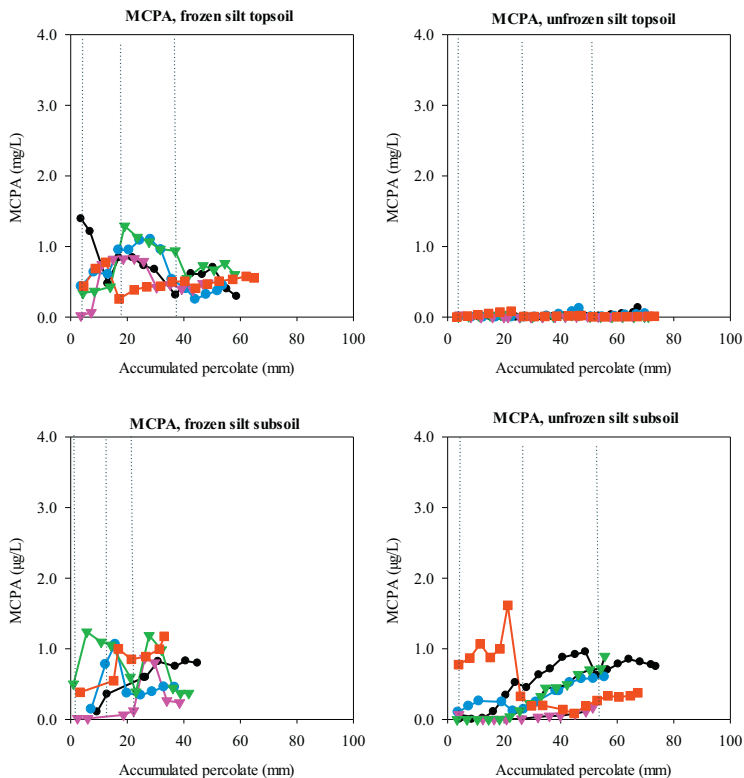 MCPA, frozen silt topsoil
4.0
3.0
2.0
1.0
0.0
MCPA (mg/L)
0 20 40 60 80 100
Accumulated percolate (mm)
MCPA, unfrozen silt topsoil
4.0
3.0
2.0
1.0
0.0
MCPA (mg/L)
0 20 40 60 80 100
Accumulated percolate (mm)
MCPA, frozen silt subsoil
4.0
3.0
2.0
1.0
0.0
MCPA (µg/L)
0 20 40 60 80 100
Accumulated percolate (mm)
MCPA, unfrozen silt subsoil
4.0
3.0
2.0
1.0
0.0
MCPA (µg/L)
0 20 40 60 80 100
Accumulated percolate (mm)